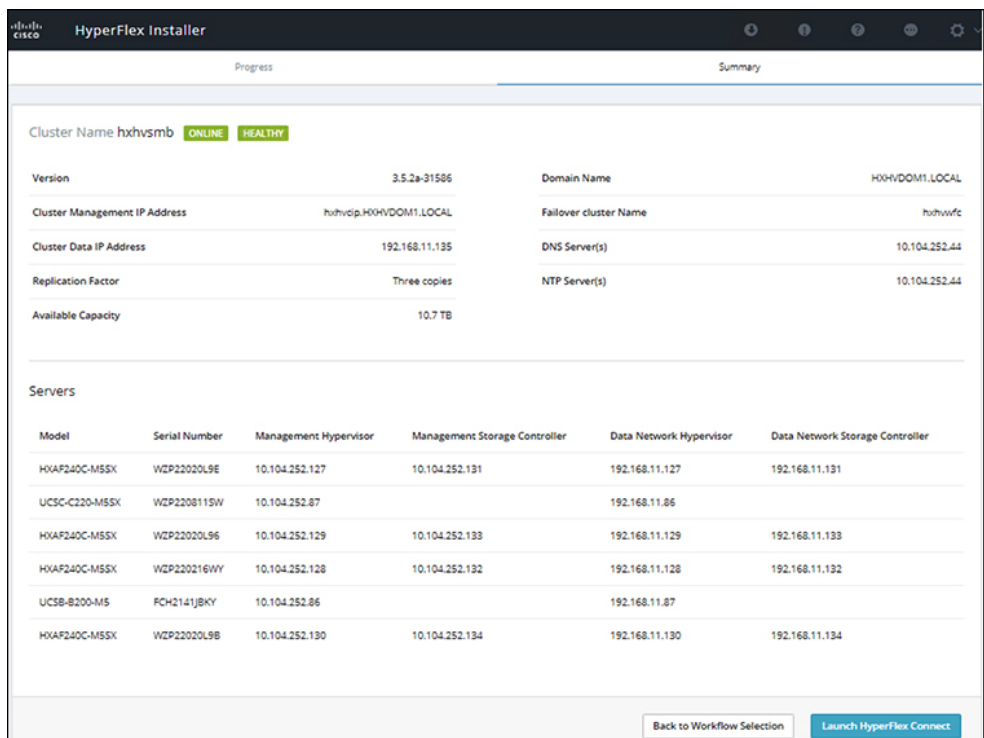 cisco HyperFlex Installer
Progress Summary
Cluster Name hxhvsmb ONLINE HEALTHY
Version 3.5.2a-31586 Domain Name HXHVDOM1.LOCAL
Cluster Management IP Address hxhvcip.HXHVDOM1.LOCAL Failover cluster Name hxhvwfc
Cluster Data IP Address 192.168.11.135 DNS Server(s) 10.104.252.44
Replication Factor Three copies NTP Server(s) 10.104.252.44
Available Capacity 10.7 TB
Servers
Model Serial Number Management Hypervisor Management Storage Controller Data Network Hypervisor Data Network Storage Controller
HXAF240C-M5SX WZP22020L9E 10.104.252.127 10.104.252.131 192.168.11.127 192.168.11.131
UCSC-C220-M5SX WZP220811SW 10.104.252.87 192.168.11.86
HXAF240C-M5SX WZP22020L96 10.104.252.129 10.104.252.133 192.168.11.129 192.168.11.133
HXAF240C-M5SX WZP220216WY 10.104.252.128 10.104.252.132 192.168.11.128 192.168.11.132
UCSB-B200-M5 FCH2141JBKY 10.104.252.86 192.168.11.87
HXAF240C-M5SX WZP22020L9B 10.104.252.130 10.104.252.134 192.168.11.130 192.168.11.134
Back to Workflow Selection Launch HyperFlex Connect